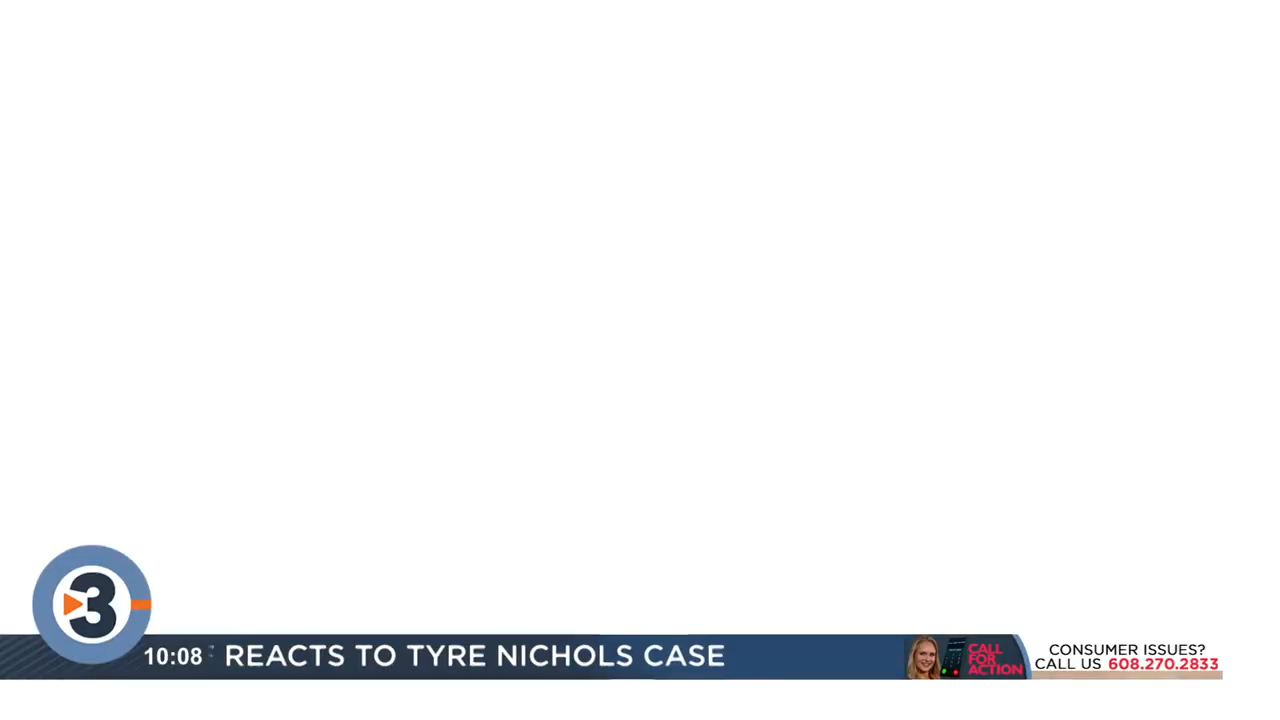 3
10:08 REACTS TO TYRE NICHOLS CASE
CALL
FOR
ACTION
CONSUMER ISSUES?
CALL US 608.270.2833